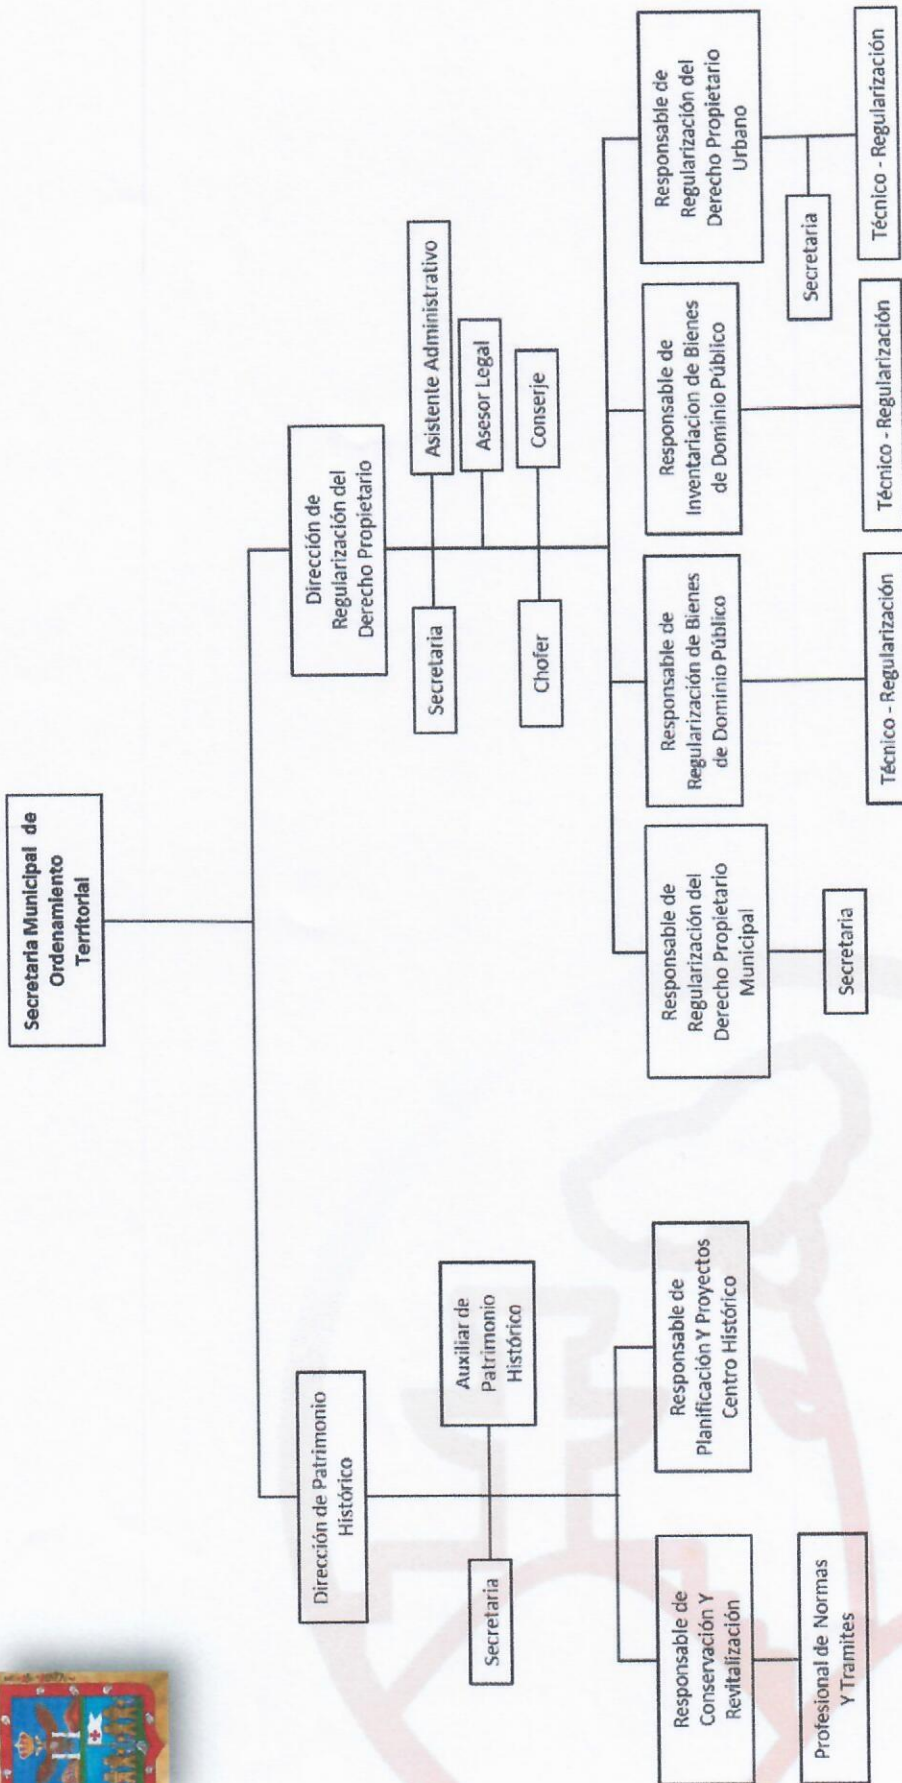 Secretaria Municipal de
Ordenamiento
Territorial
Dirección de Patrimonio
Histórico
Secretaria
Auxiliar de
Patrimonio
Histórico
Responsable de
Conservación Y
Revitalización
Responsable de
Planificación Y Proyectos
Centro Histórico
Profesional de Normas
Y Tramites
Dirección de
Regularización del
Derecho Propietario
Secretaria
Asistente Administrativo
Asesor Legal
Chofer
Conserje
Responsable de
Regularización del
Derecho Propietario
Municipal
Responsable de
Regularización de Bienes
de Dominio Público
Responsable de
Inventariacion de Bienes
de Dominio Público
Responsable de
Regularización del
Derecho Propietario
Urbano
Secretaria
Secretaria
Técnico - Regularización
Técnico - Regularización
Técnico - Regularización